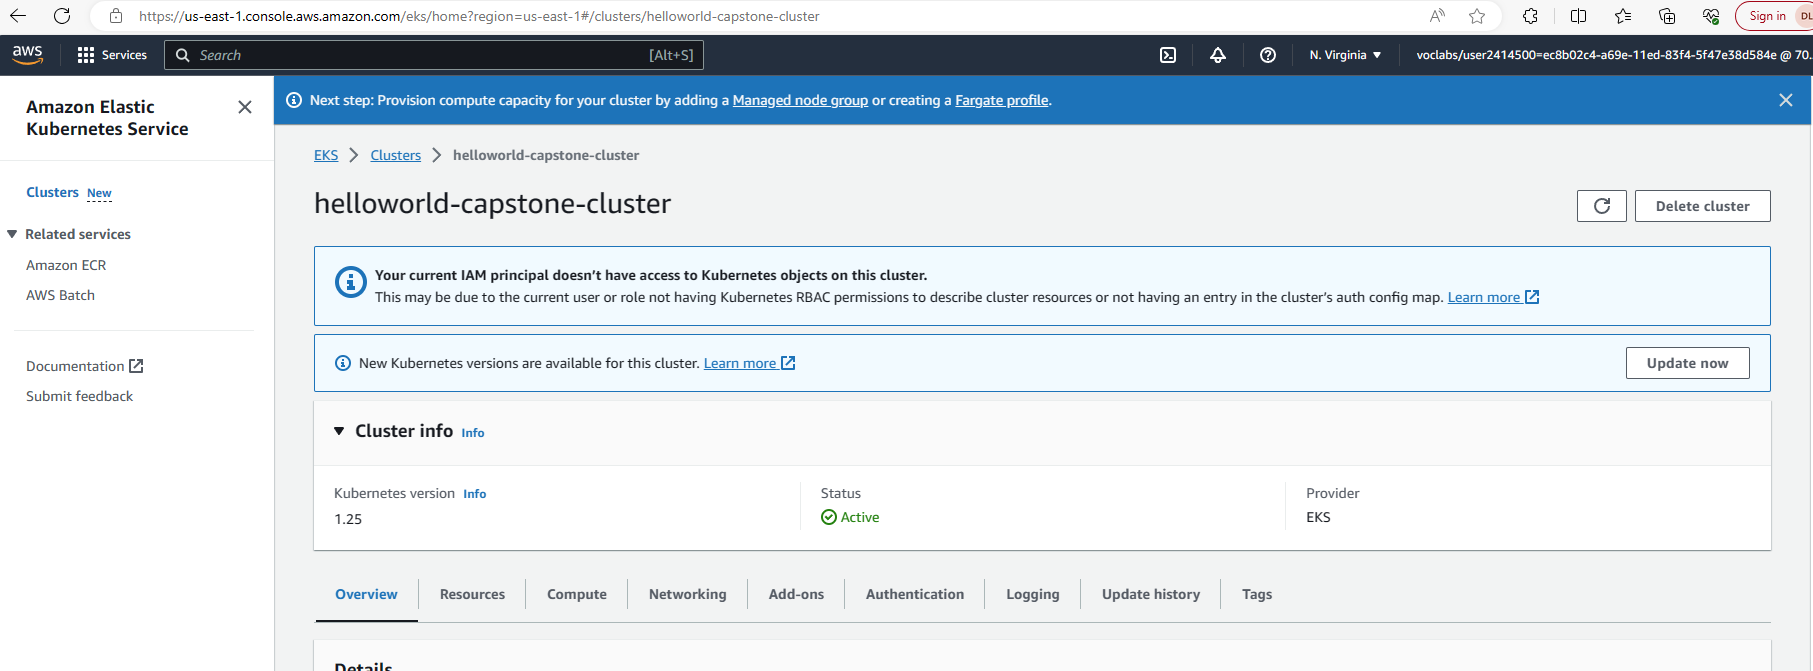 https://us-east-1.console.aws.amazon.com/eks/home?region=us-east-1#/clusters/helloworld-capstone-cluster
Sign in DL
aws Services Search [Alt+S] N. Virginia voclabs/user2414500=ec8b02c4-a69e-11ed-83f4-5f47e38d584e @ 70.
Amazon Elastic
Kubernetes Service
Clusters New
Related services
Amazon ECR
AWS Batch
Documentation
Submit feedback
Next step: Provision compute capacity for your cluster by adding a Managed node group or creating a Fargate profile.
EKS Clusters helloworld-capstone-cluster
helloworld-capstone-cluster
Delete cluster
Your current IAM principal doesn't have access to Kubernetes objects on this cluster.
This may be due to the current user or role not having Kubernetes RBAC permissions to describe cluster resources or not having an entry in the cluster's auth config map. Learn more
New Kubernetes versions are available for this cluster. Learn more
Update now
Cluster info Info
Kubernetes version Info
1.25
Status
Active
Provider
EKS
Overview Resources Compute Networking Add-ons Authentication Logging Update history Tags
Details